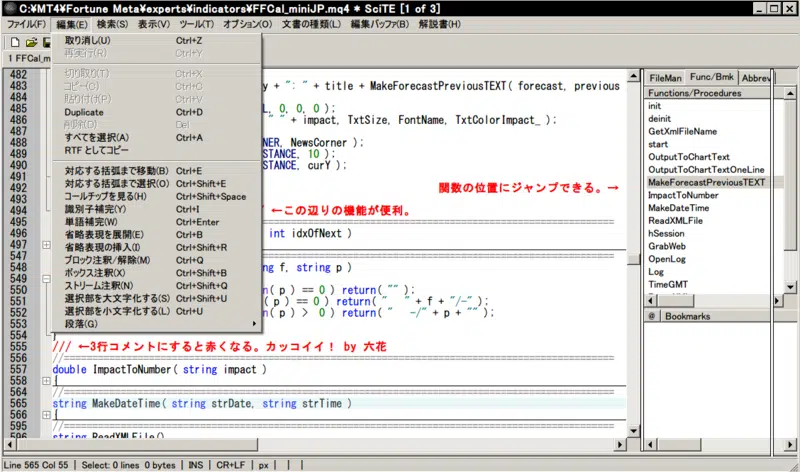 C:¥MT4¥Fortune Meta¥experts¥indicators¥FFCal_miniJP.mq4 * SciTE [1 of 3]
ファイル(F) 編集(E) 検索(S) 表示(V) ツール(T) オプション(O) 文書の種類(L) 編集バッファ(B) 解説書(H)
1 FFCal_m
取り消し(U) Ctrl+Z
再実行(R) Ctrl+Y
切り取り(T) Ctrl+X
コピー(C) Ctrl+C
貼り付け(P) Ctrl+V
Duplicate Ctrl+D
削除(D) Del
すべてを選択(A) Ctrl+A
RTF としてコピー
対応する括弧まで移動(B) Ctrl+E
対応する括弧まで選択(O) Ctrl+Shift+E
コールチップを見る(H) Ctrl+Shift+Space
識別子補完(Y) Ctrl+I
単語補完(W) Ctrl+Enter
省略表現を展開(E) Ctrl+B
省略表現の挿入(I) Ctrl+Shift+R
ブロック注釈/解除(M) Ctrl+Q
ボックス注釈(X) Ctrl+Shift+B
ストリーム注釈(N) Ctrl+Shift+Q
選択部を大文字化する(S) Ctrl+Shift+U
選択部を小文字化する(L) Ctrl+U
段落(G)
482
483 y + ": " + title + MakeForecastPreviousTEXT( forecast, previous
484
485 L, 0, 0, 0 );
486 " " + impact, TxtSize, FontName, TxtColorImpact_ );
487
488 NER, NewsCorner );
489 STANCE, 10 );
490 STANCE, curY );
491
492 関数の位置にジャンプできる。→
493
494 ←この辺りの機能が便利。
495 ================================
496 int idxOfNext )
497
547 ================================
548 ng f, string p )
549
550 n( p ) == 0 ) return( "" );
551 ( p ) == 0 ) return( " " + f + "/-" );
552 n( p ) > 0 ) return( " -/" + p + "" );
553
554 }
555 /// ←3行コメントにすると赤くなる。カッコイイ! by 六花
556 //================================
557 double ImpactToNumber( string impact )
558 {
564 //================================
565 string MakeDateTime( string strDate, string strTime )
566 {
595 //================================
596 string ReadXMLFile()
FileMan Func/Bmk Abbrev
Functions/Procedures
init
deinit
GetXmlFileName
start
OutputToChartText
OutputToChartTextOneLine
MakeForecastPreviousTEXT
ImpactToNumber
MakeDateTime
ReadXMLFile
hSession
GrabWeb
OpenLog
Log
TimeGMT
@ Bookmarks
Line 565 Col 55 | Select: 0 lines 0 bytes | INS | CR+LF | px | | |